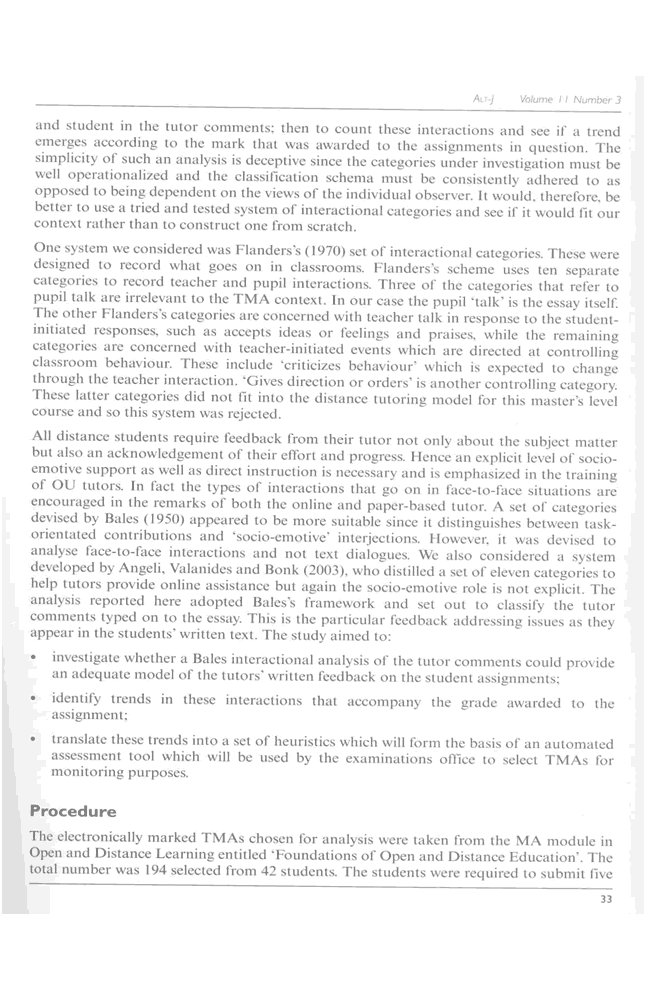 ALT-J Volume 11 Number 3
and student in the tutor comments; then to count these interactions and see if a trend
emerges according to the mark that was awarded to the assignments in question. The
simplicity of such an analysis is deceptive since the categories under investigation must be
well operationalized and the classification schema must be consistently adhered to as
opposed to being dependent on the views of the individual observer. It would, therefore, be
better to use a tried and tested system of interactional categories and see if it would fit our
context rather than to construct one from scratch.
One system we considered was Flanders's (1970) set of interactional categories. These were
designed to record what goes on in classrooms. Flanders's scheme uses ten separate
categories to record teacher and pupil interactions. Three of the categories that refer to
pupil talk are irrelevant to the TMA context. In our case the pupil 'talk' is the essay itself.
The other Flanders's categories are concerned with teacher talk in response to the student-
initiated responses, such as accepts ideas or feelings and praises, while the remaining
categories are concerned with teacher-initiated events which are directed at controlling
classroom behaviour. These include 'criticizes behaviour' which is expected to change
through the teacher interaction. 'Gives direction or orders' is another controlling category.
These latter categories did not fit into the distance tutoring model for this master's level
course and so this system was rejected.
All distance students require feedback from their tutor not only about the subject matter
but also an acknowledgement of their effort and progress. Hence an explicit level of socio-
emotive support as well as direct instruction is necessary and is emphasized in the training
of OU tutors. In fact the types of interactions that go on in face-to-face situations are
encouraged in the remarks of both the online and paper-based tutor. A set of categories
devised by Bales (1950) appeared to be more suitable since it distinguishes between task-
orientated contributions and 'socio-emotive' interjections. However, it was devised to
analyse face-to-face interactions and not text dialogues. We also considered a system
developed by Angeli, Valanides and Bonk (2003), who distilled a set of eleven categories to
help tutors provide online assistance but again the socio-emotive role is not explicit. The
analysis reported here adopted Bales's framework and set out to classify the tutor
comments typed on to the essay. This is the particular feedback addressing issues as they
appear in the students' written text. The study aimed to:
• investigate whether a Bales interactional analysis of the tutor comments could provide
an adequate model of the tutors' written feedback on the student assignments;
• identify trends in these interactions that accompany the grade awarded to the
assignment;
• translate these trends into a set of heuristics which will form the basis of an automated
assessment tool which will be used by the examinations office to select TMAs for
monitoring purposes.
Procedure
The electronically marked TMAs chosen for analysis were taken from the MA module in
Open and Distance Learning entitled 'Foundations of Open and Distance Education'. The
total number was 194 selected from 42 students. The students were required to submit five
33